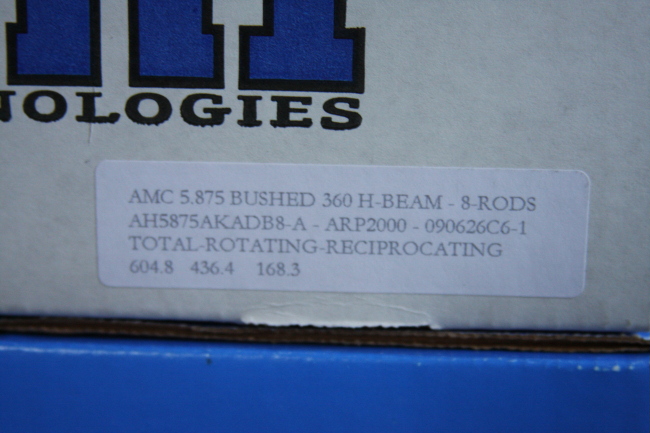 NOLOGIES
AMC 5.875 BUSHED 360 H-BEAM - 8-RODS
AH5875AKADB8-A - ARP2000 - 090626C6-1
TOTAL-ROTATING-RECIPROCATING
604.8 436.4 168.3